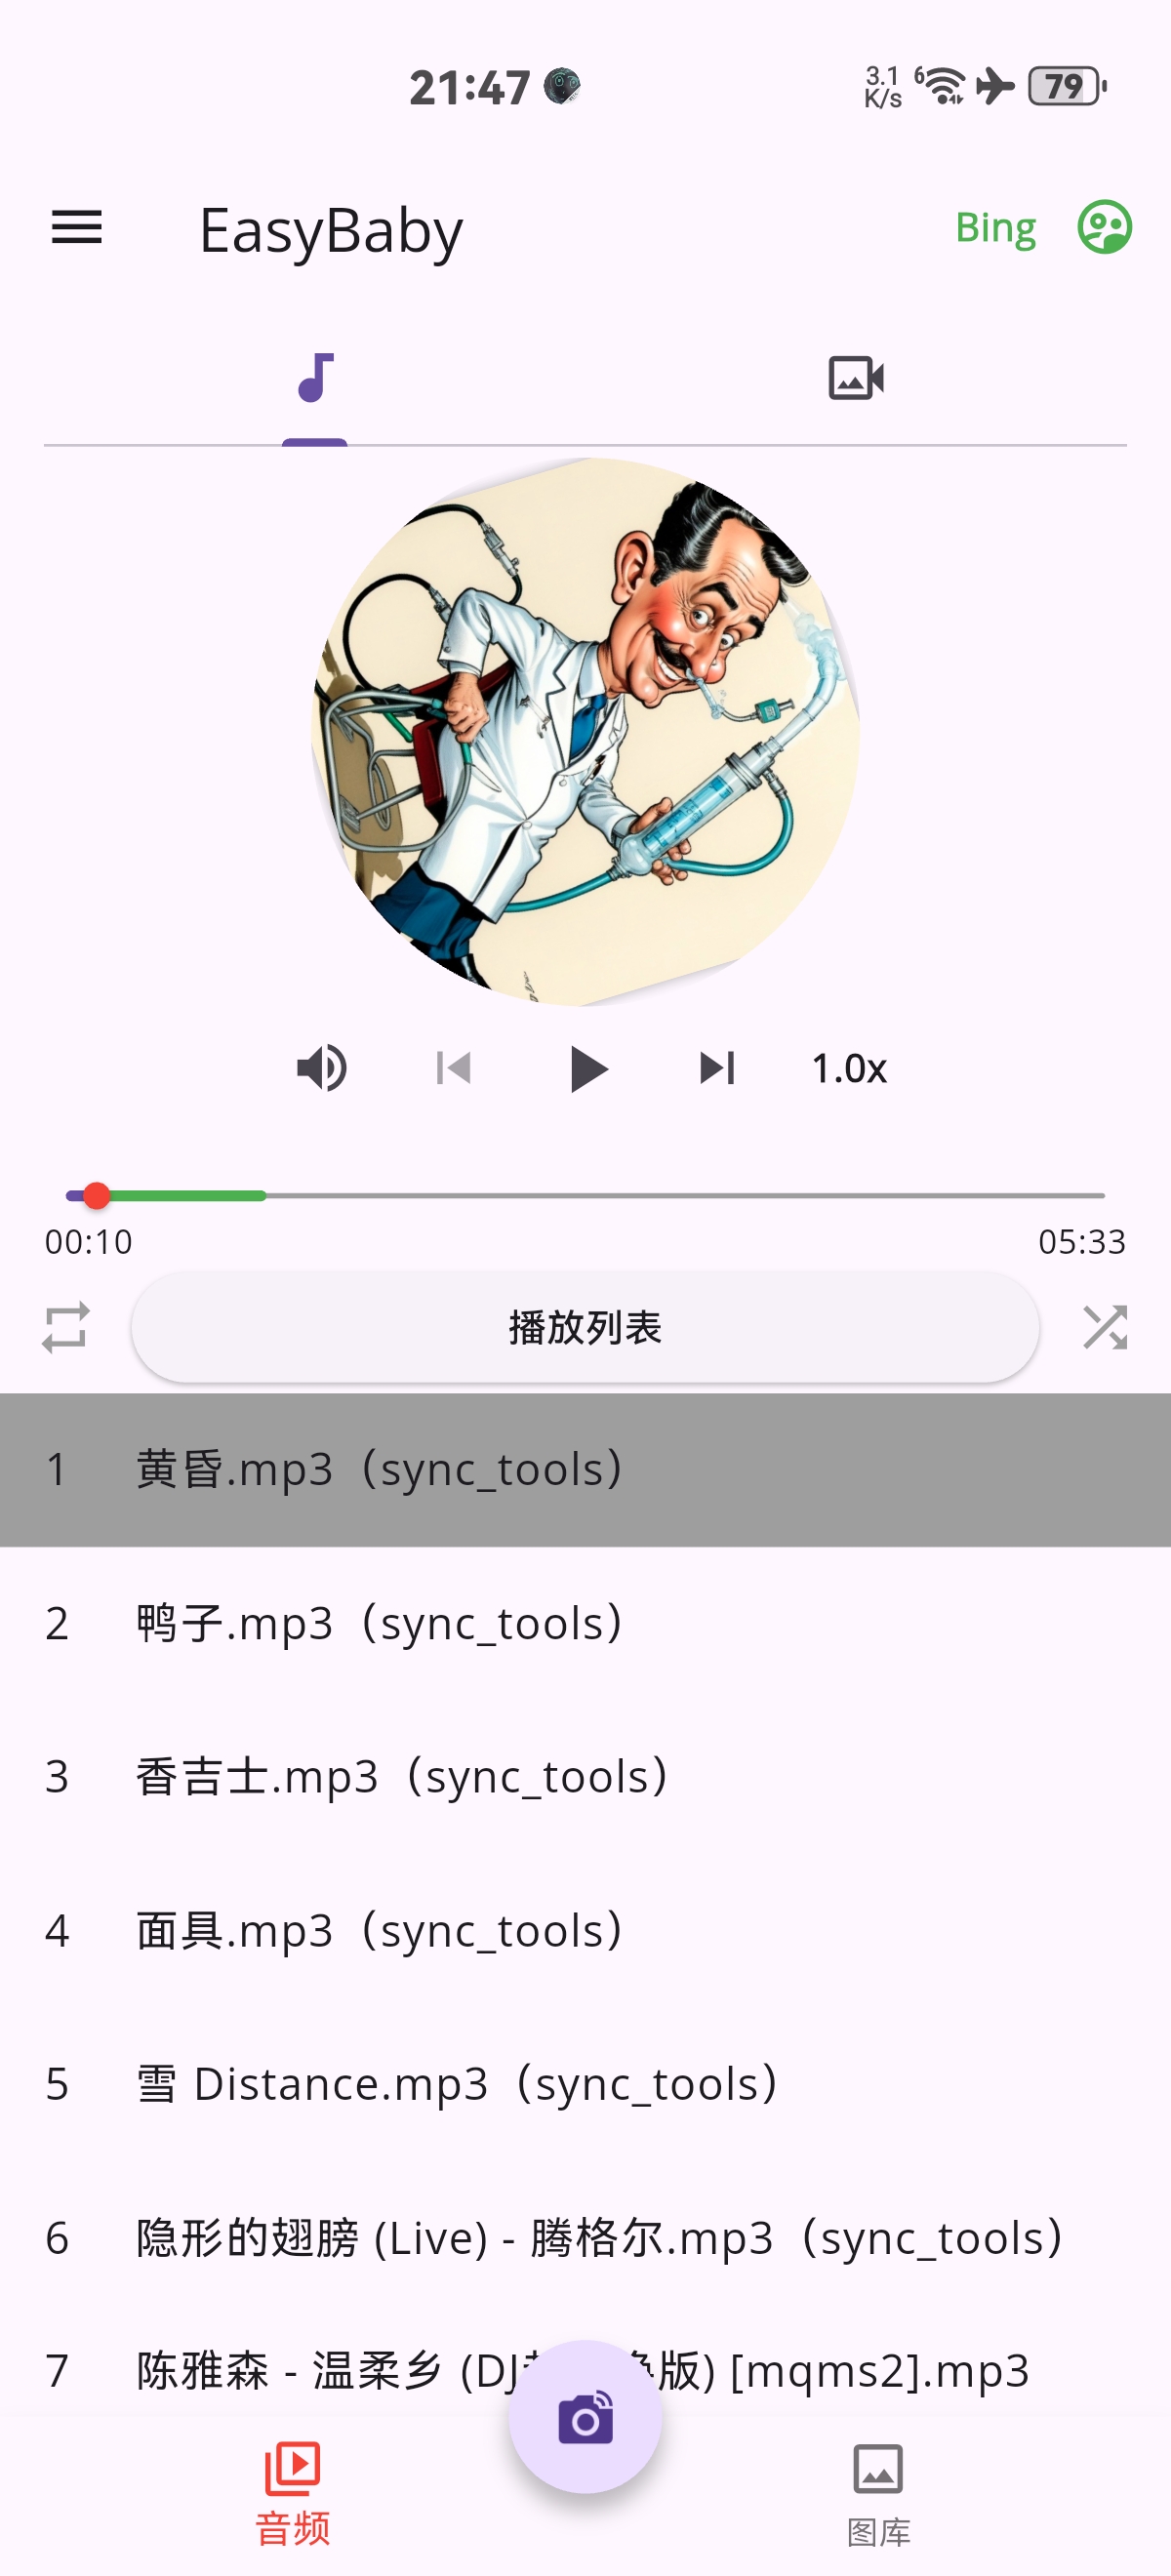 21:47 3.1 K/s 6 79
EasyBaby Bing
1.0x
00:10 05:33
播放列表
1 黄昏.mp3（sync_tools）
2 鸭子.mp3（sync_tools）
3 香吉士.mp3（sync_tools）
4 面具.mp3（sync_tools）
5 雪 Distance.mp3（sync_tools）
6 隐形的翅膀 (Live) - 腾格尔.mp3（sync_tools）
7 陈雅森 - 温柔乡 (DJ 版) [mqms2].mp3
音频 图库